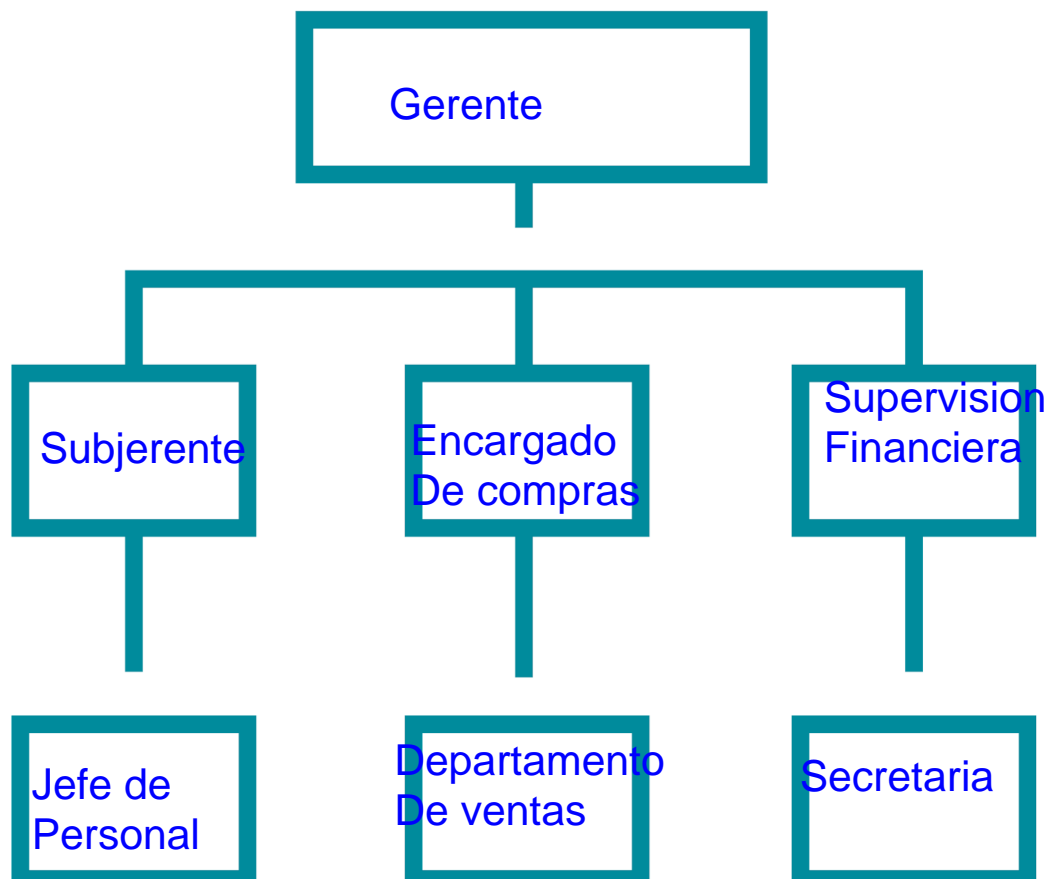 Gerente
Subjerente
Encargado
De compras
Supervision
Financiera
Jefe de
Personal
Departamento
De ventas
Secretaria